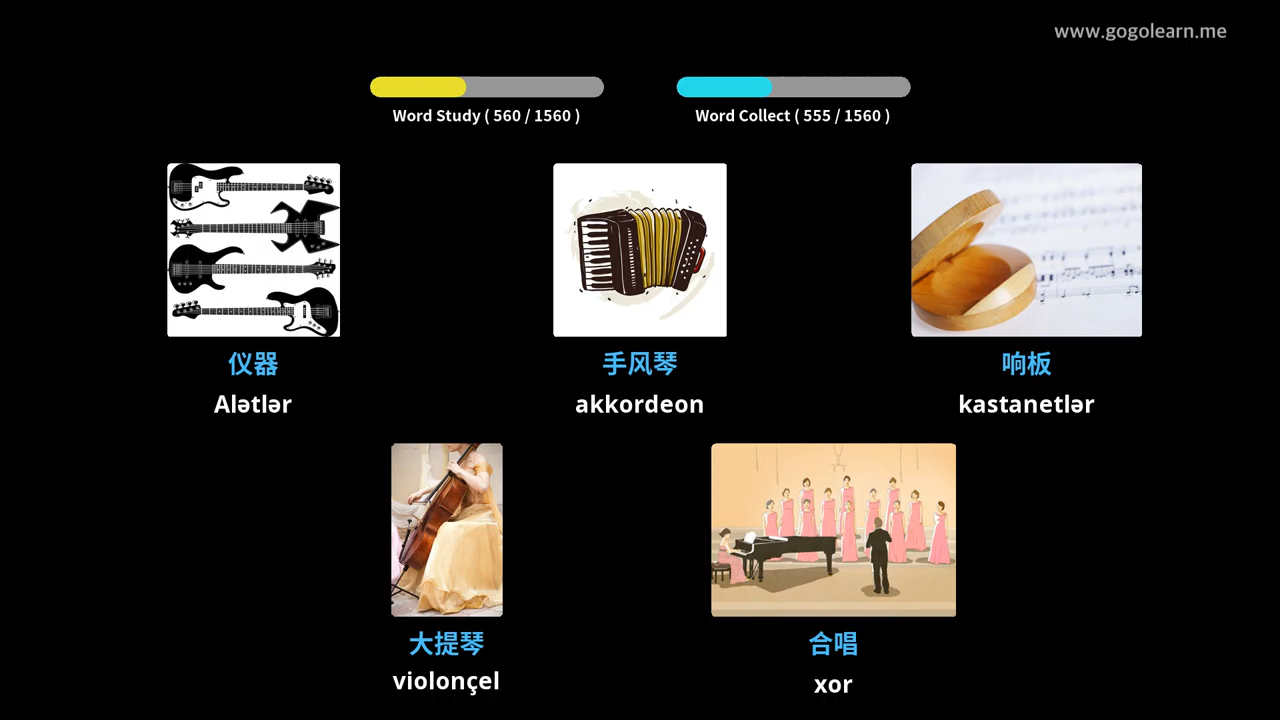 www.gogolearn.me
Word Study ( 560 / 1560 )
Word Collect ( 555 / 1560 )
仪器
手风琴
响板
Alətlər
akkordeon
kastanetlər
大提琴
合唱
violonçel
xor